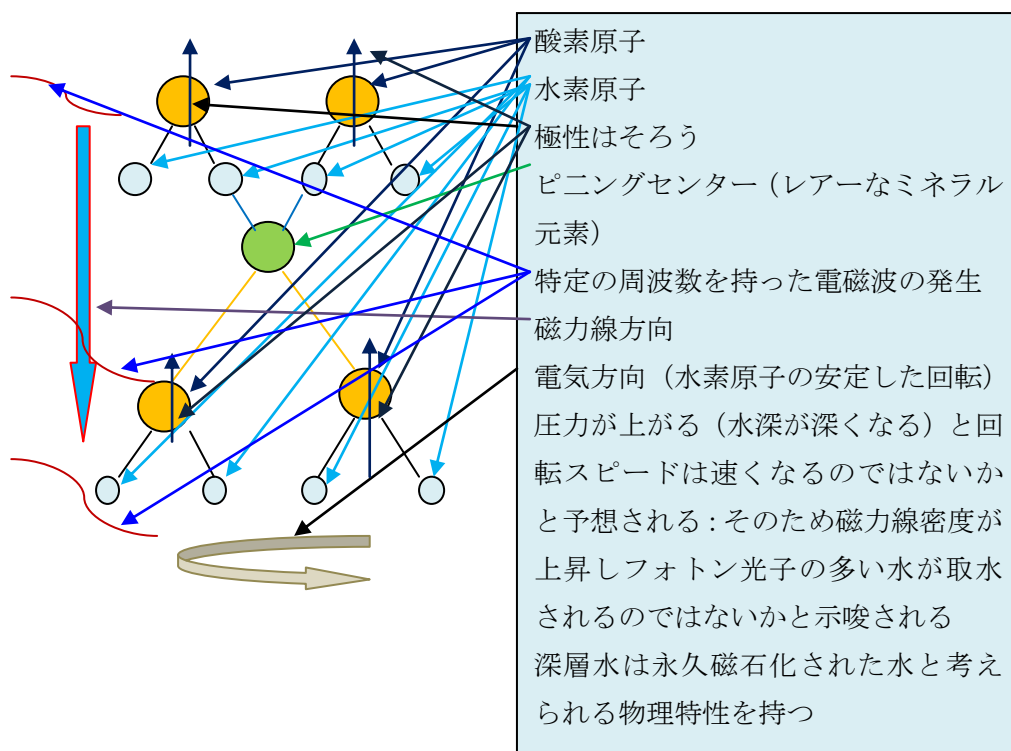 酸素原子
水素原子
極性はそろう
ピ二ングセンター（レアーなミネラル
元素）
特定の周波数を持った電磁波の発生
磁力線方向
電気方向（水素原子の安定した回転）
圧力が上がる（水深が深くなる）と回
転スピードは速くなるのではないか
と予想される：そのため磁力線密度が
上昇しフォトン光子の多い水が取水
されるのではないかと示唆される
深層水は永久磁石化された水と考え
られる物理特性を持つ